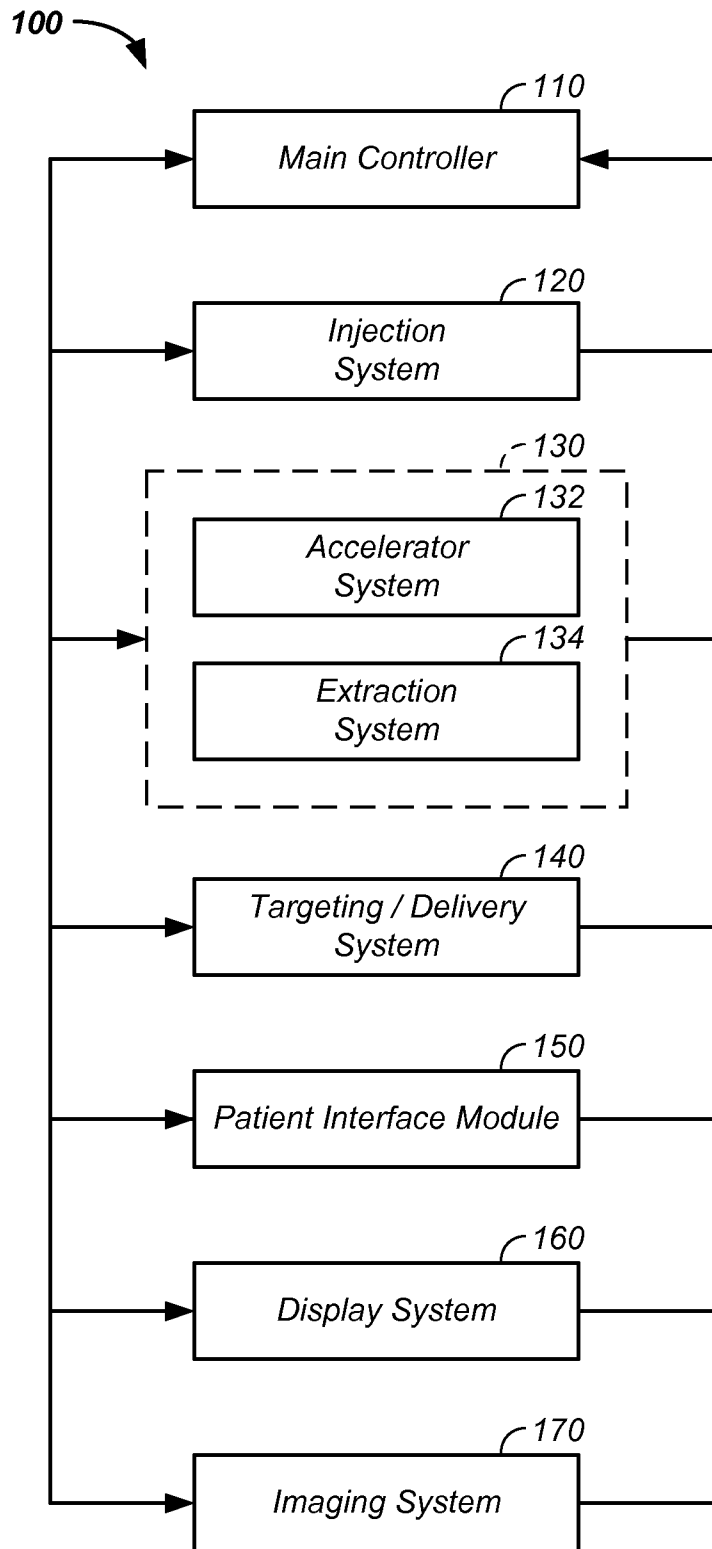 100
110
Main Controller
120
Injection
System
130
132
Accelerator
System
134
Extraction
System
140
Targeting / Delivery
System
150
Patient Interface Module
160
Display System
170
Imaging System